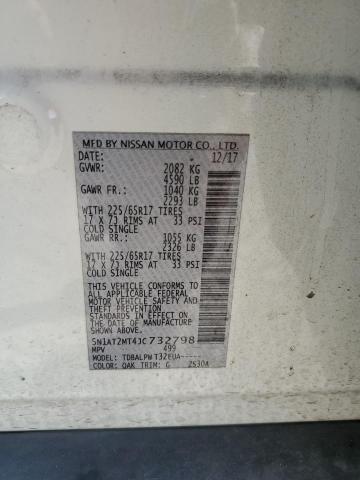 MFD BY NISSAN MOTOR CO., LTD.
DATE: 12/17
GVWR: 2082 KG
4590 LB
GAWR FR.: 1040 KG
2293 LB
WITH 225/65R17 TIRES
17 X 7J RIMS AT 33 PSI
COLD SINGLE
GAWR RR.: 1055 KG
2326 LB
WITH 225/65R17 TIRES
17 X 7J RIMS AT 33 PSI
COLD SINGLE
THIS VEHICLE CONFORMS
TO ALL APPLICABLE FEDERAL
MOTOR VEHICLE SAFETY
AND THEFT PREVENTION
STANDARDS IN EFFECT ON
THE DATE OF MANUFACTURE
SHOWN ABOVE.
5N1AT2MT4JC732798
MPV 499
MODEL: TDBALPWT32EUA-----
COLOR: QAK TRIM: G 2530A